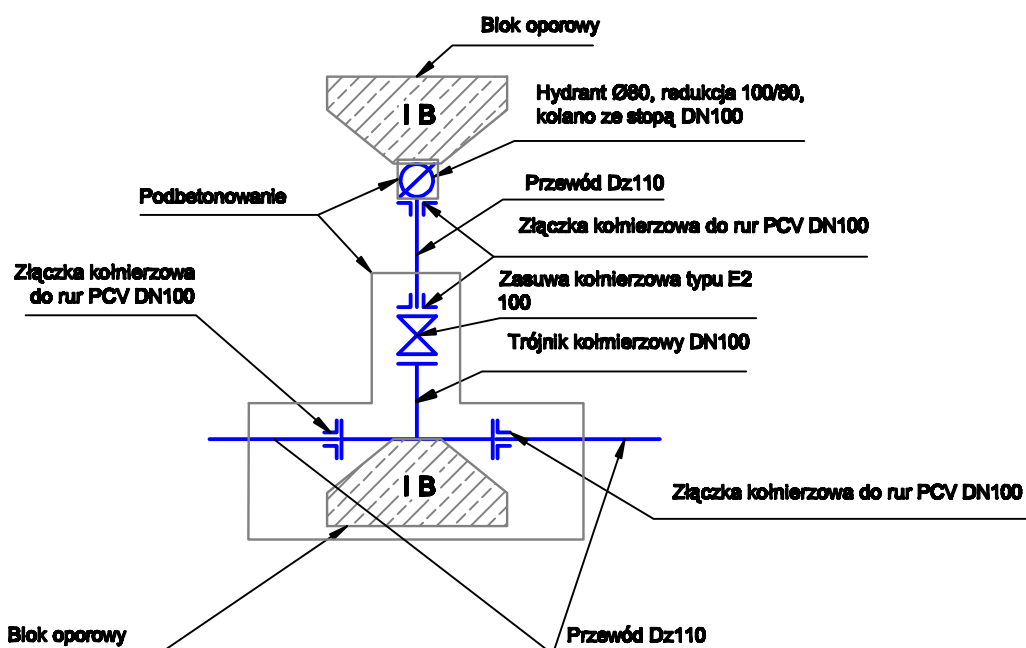 Blok oporowy
I B
Hydrant Ø80, redukcja 100/80,
kolano ze stopą DN100
Podbetonowanie
Przewód Dz110
Złączka kołnierzowa do rur PCV DN100
Złączka kołnierzowa
do rur PCV DN100
Zasuwa kołnierzowa typu E2
100
Trójnik kołmierzowy DN100
I B
Złączka kołnierzowa do rur PCV DN100
Blok oporowy
Przewód Dz110